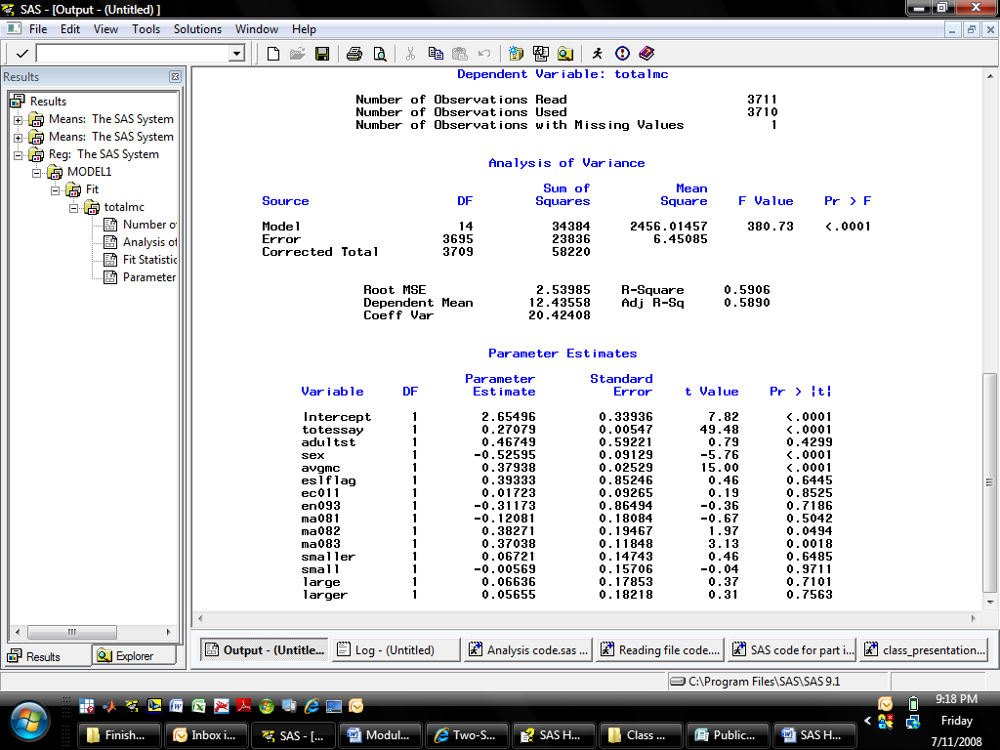 SAS - [Output - (Untitled) ]
File Edit View Tools Solutions Window Help
Results
Results
Means: The SAS System
Means: The SAS System
Reg: The SAS System
MODEL1
Fit
totalmc
Number o
Analysis of
Fit Statistic
Parameter
Results
Explorer
Dependent Variable: totalmc
Number of Observations Read 3711
Number of Observations Used 3710
Number of Observations with Missing Values 1
Analysis of Variance
Sum of Mean
Source DF Squares Square F Value Pr > F
Model 14 34384 2456.01457 380.73 <.0001
Error 3695 23836 6.45085
Corrected Total 3709 58220
Root MSE 2.53985 R-Square 0.5906
Dependent Mean 12.43558 Adj R-Sq 0.5890
Coeff Var 20.42408
Parameter Estimates
Parameter Standard
Variable DF Estimate Error t Value Pr > |t|
Intercept 1 2.65496 0.33936 7.82 <.0001
totessay 1 0.27079 0.00547 49.48 <.0001
adultst 1 0.46749 0.59221 0.79 0.4299
sex 1 -0.52595 0.09129 -5.76 <.0001
avgmc 1 0.37938 0.02529 15.00 <.0001
eslflag 1 0.39333 0.85246 0.46 0.6445
ec011 1 0.01723 0.09265 0.19 0.8525
en093 1 -0.31173 0.86494 -0.36 0.7186
ma081 1 -0.12081 0.18084 -0.67 0.5042
ma082 1 0.38271 0.19467 1.97 0.0494
ma083 1 0.37038 0.11848 3.13 0.0018
smaller 1 0.06721 0.14743 0.46 0.6485
small 1 -0.00569 0.15706 -0.04 0.9711
large 1 0.06636 0.17853 0.37 0.7101
larger 1 0.05655 0.18218 0.31 0.7563
Output - (Untitle... Log - (Untitled) Analysis code.sas ... Reading file code.... SAS code for part i... class_presentation...
C:\Program Files\SAS\SAS 9.1
Finish... Inbox i... SAS - [... Modul... Two-S... SAS H... Class ... Public... SAS H...
9:18 PM
Friday
7/11/2008